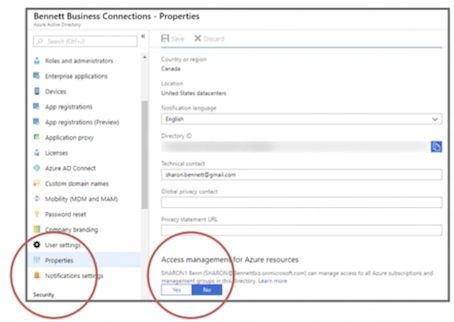 Bennett Business Connections - Properties
Azure Active Directory
Search (Ctrl+/)
Roles and administrators
Enterprise applications
Devices
App registrations
App registrations (Preview)
Application proxy
Licenses
Azure AD Connect
Custom domain names
Mobility (MDM and MAM)
Password reset
Company branding
User settings
Properties
Notifications settings
Security
Save Discard
Country or region
Canada
Location
United States datacenters
Notification language
English
Directory ID
Technical contact
sharon.bennett@gmail.com
Global privacy contact
Privacy statement URL
Access management for Azure resources
SHARON1 Benn (SHARON@Bennettbiz.onmicrosoft.com) can manage access to all Azure subscriptions and
management groups in this directory. Learn more
Yes No